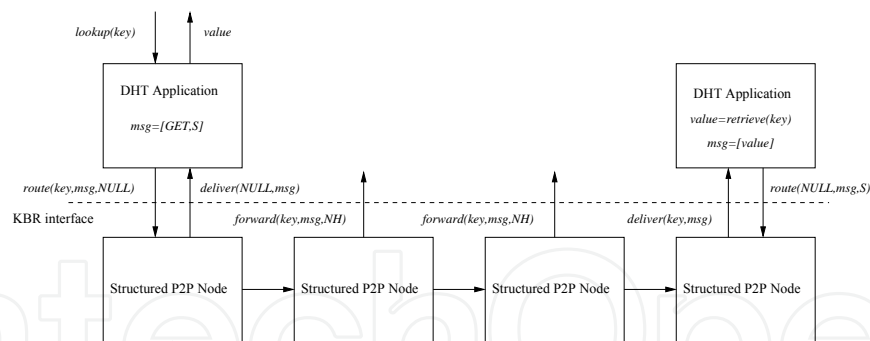 lookup(key)
value
DHT Application
msg=[GET,S]
DHT Application
value=retrieve(key)
msg=[value]
route(key,msg,NULL)
deliver(NULL,msg)
route(NULL,msg,S)
KBR interface
forward(key,msg,NH)
forward(key,msg,NH)
deliver(key,msg)
Structured P2P Node
Structured P2P Node
Structured P2P Node
Structured P2P Node
ntechOpe